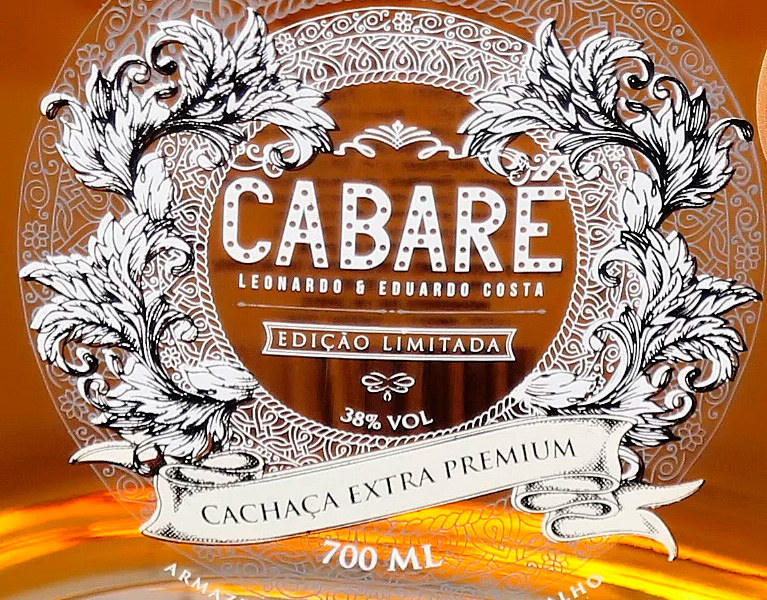 CABARÉ
LEONARDO & EDUARDO COSTA
EDIÇÃO LIMITADA
38% VOL
CACHAÇA EXTRA PREMIUM
700 ML